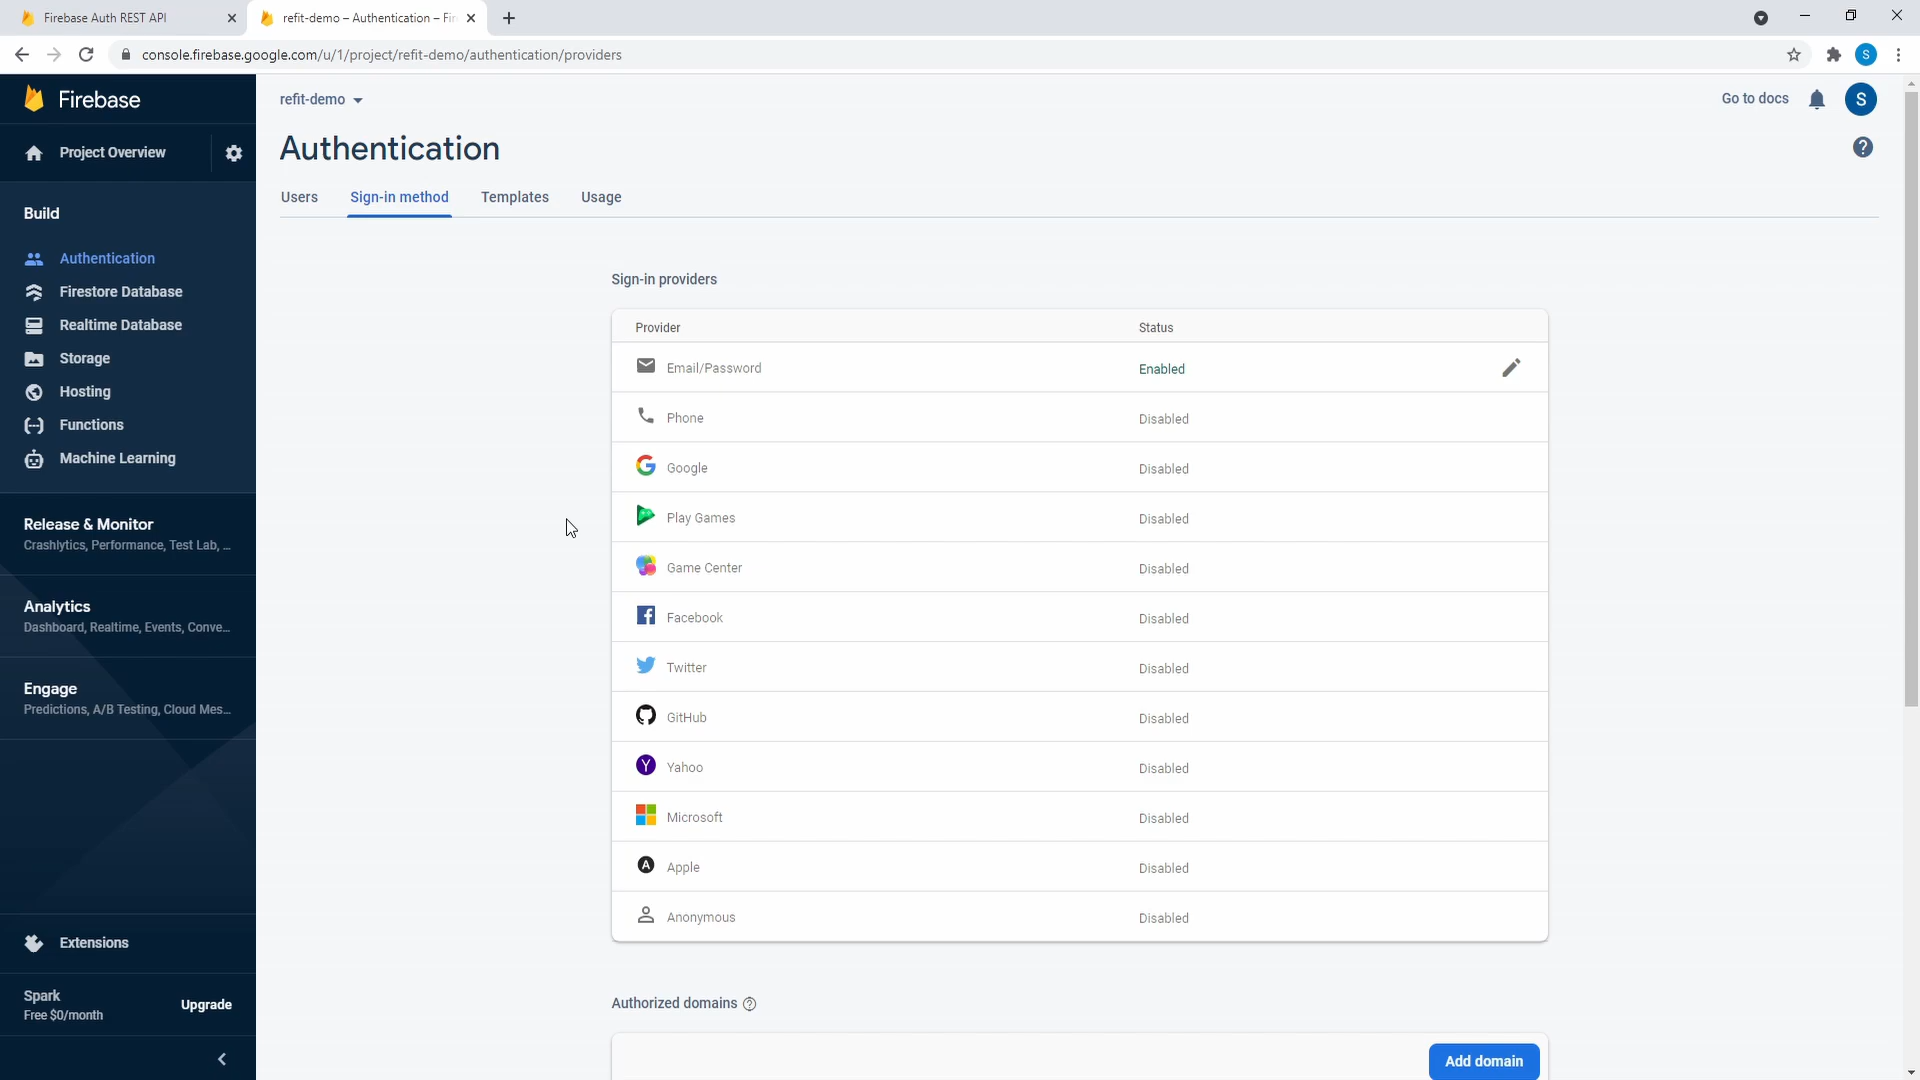 Firebase Auth REST API
refit-demo – Authentication – Fir
console.firebase.google.com/u/1/project/refit-demo/authentication/providers
S
Firebase
refit-demo
Go to docs
S
Project Overview
Authentication
?
Users
Sign-in method
Templates
Usage
Build
Authentication
Firestore Database
Realtime Database
Storage
Hosting
Functions
Machine Learning
Release & Monitor
Crashlytics, Performance, Test Lab, ...
Analytics
Dashboard, Realtime, Events, Conve...
Engage
Predictions, A/B Testing, Cloud Mes...
Extensions
Spark
Free $0/month
Upgrade
Sign-in providers
Provider Status
Email/Password Enabled
Phone Disabled
Google Disabled
Play Games Disabled
Game Center Disabled
Facebook Disabled
Twitter Disabled
GitHub Disabled
Yahoo Disabled
Microsoft Disabled
Apple Disabled
Anonymous Disabled
Authorized domains ?
Add domain